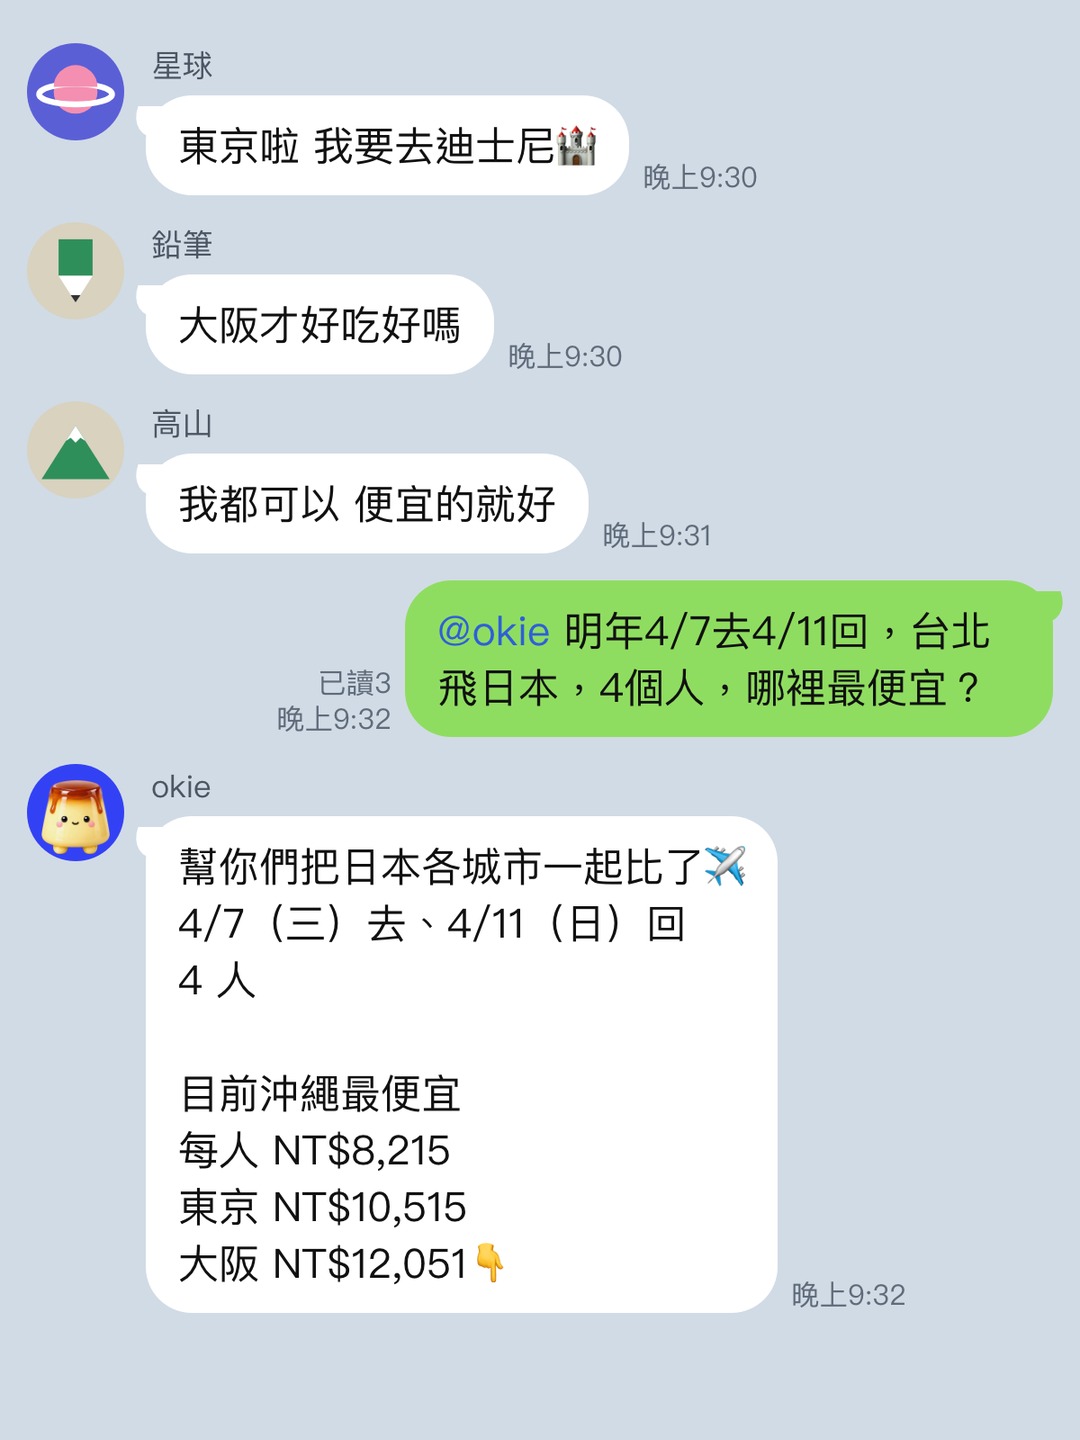 星球
東京啦 我要去迪士尼🏰
晚上9:30
鉛筆
大阪才好吃好嗎
晚上9:30
高山
我都可以 便宜的就好
晚上9:31
@okie 明年4/7去4/11回，台北
飛日本，4個人，哪裡最便宜？
已讀3
晚上9:32
okie
幫你們把日本各城市一起比了✈️
4/7（三）去、4/11（日）回
4 人
目前沖繩最便宜
每人 NT$8,215
東京 NT$10,515
大阪 NT$12,051👇
晚上9:32